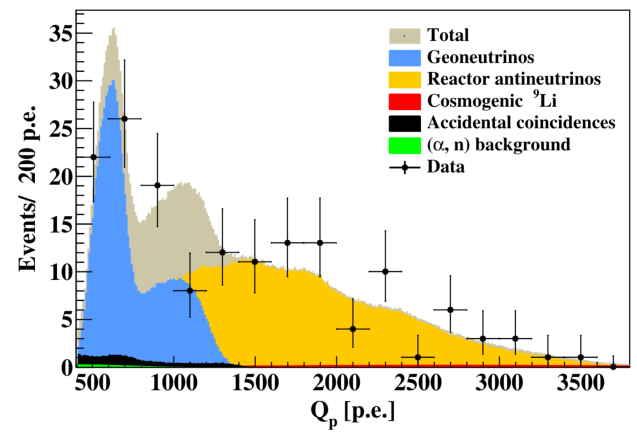 Events/ 200 p.e.
35
30
25
20
15
10
5
0
500
1000
1500
2000
2500
3000
3500
Q_p [p.e.]
Total
Geoneutrinos
Reactor antineutrinos
Cosmogenic ⁹Li
Accidental coincidences
(α, n) background
Data